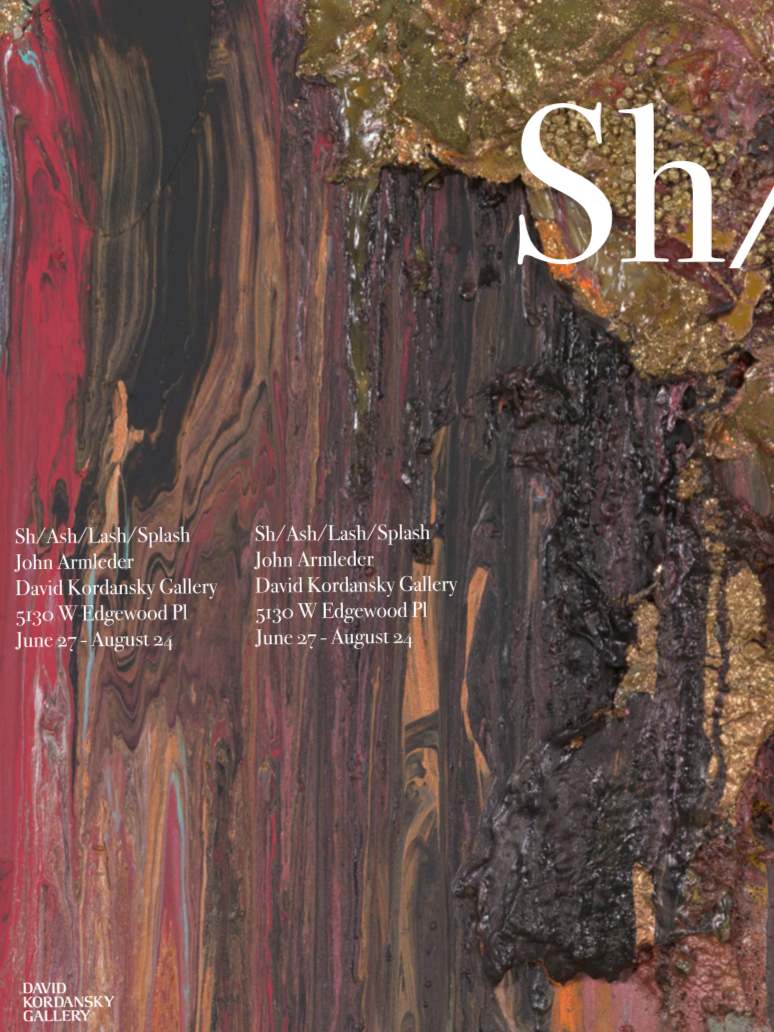 Sh/
Sh/Ash/Lash/Splash
John Armleder
David Kordansky Gallery
5130 W Edgewood Pl
June 27 - August 24
Sh/Ash/Lash/Splash
John Armleder
David Kordansky Gallery
5130 W Edgewood Pl
June 27 - August 24
DAVID
KORDANSKY
GALLERY